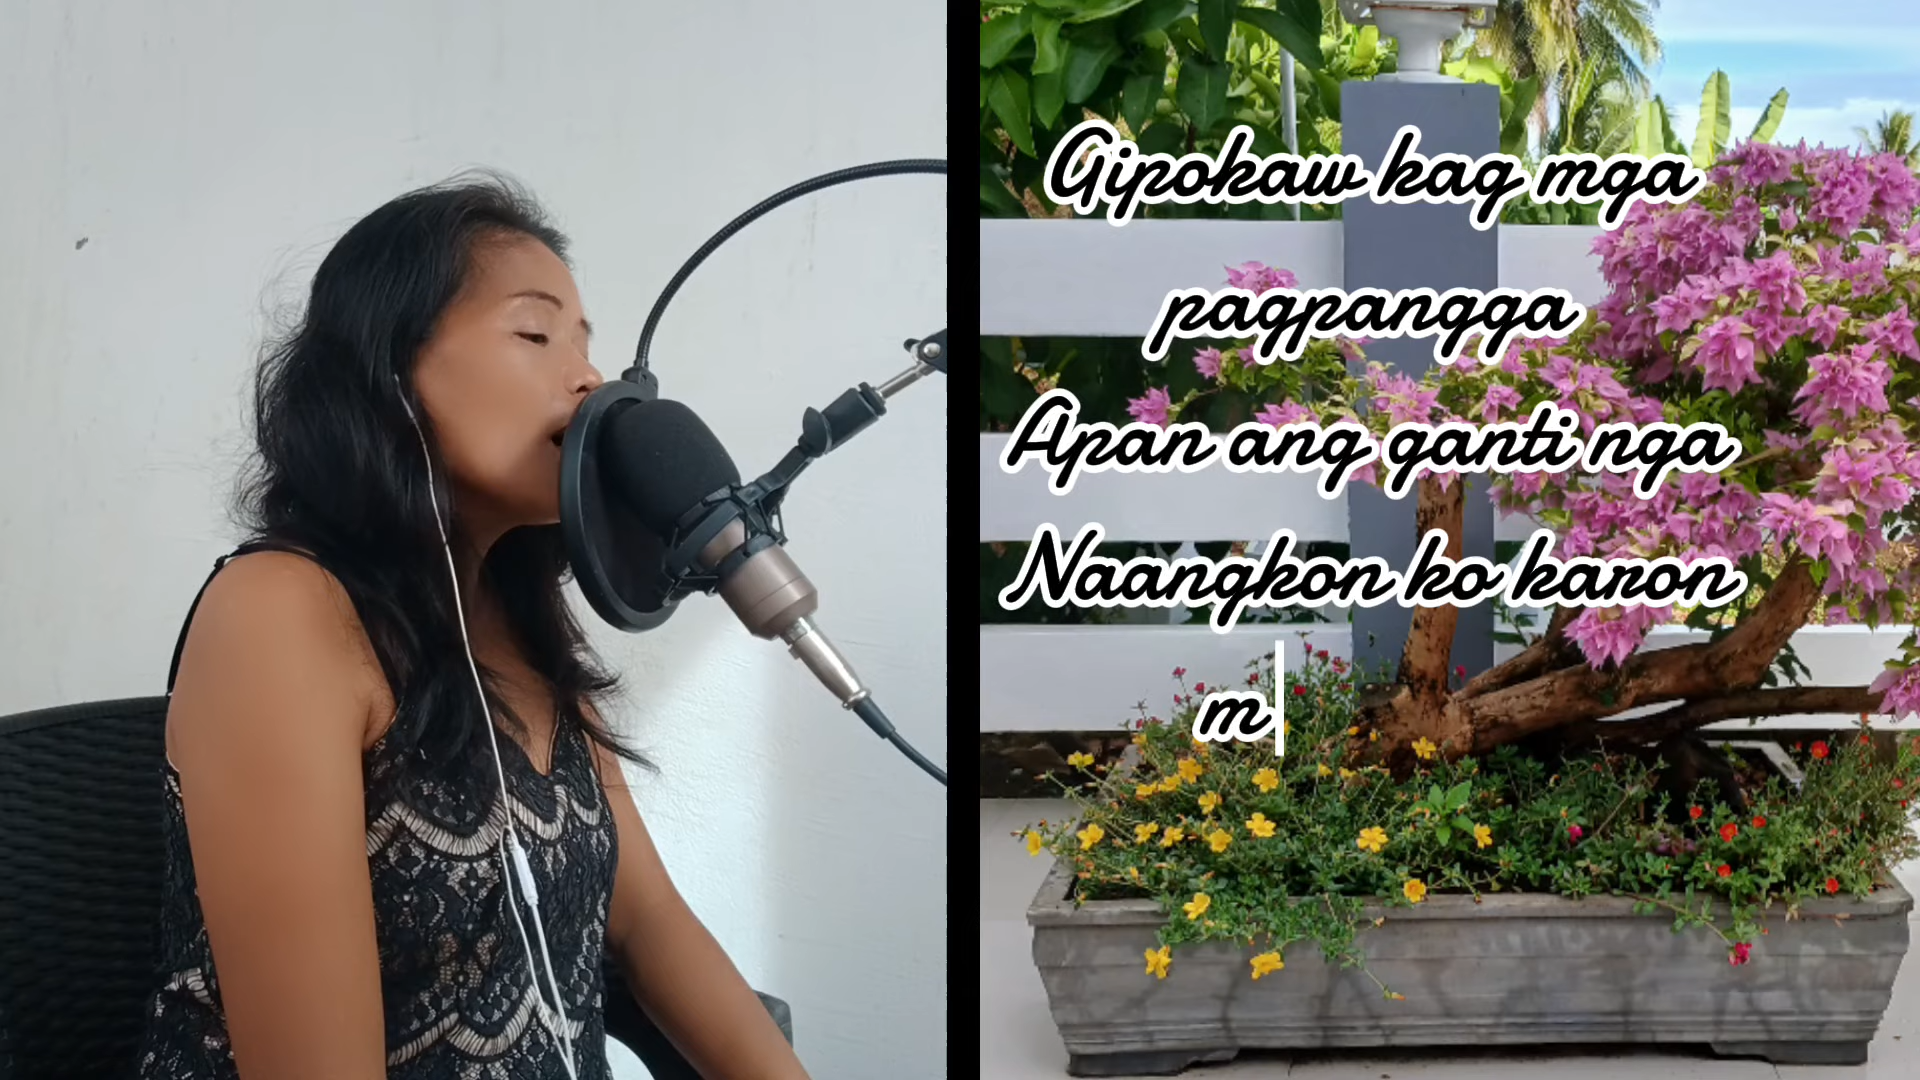 Gipokaw kag mga
pagpangga
Apan ang ganti nga
Naangkon ko karon
m